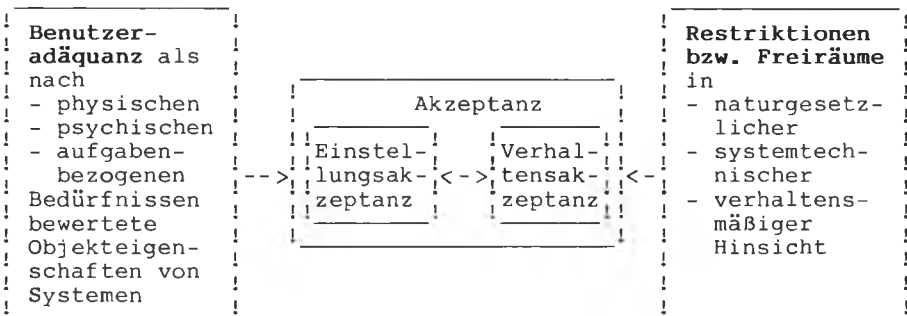 Benutzer-
adäquanz als
nach
- physischen
- psychischen
- aufgaben-
bezogenen
Bedürfnissen
bewertete
Objekteigen-
schaften von
Systemen
-->
Akzeptanz
Einstel-
lungsak-
zeptanz
<->
Verhal-
tensak-
zeptanz
<-
Restriktionen
bzw. Freiräume
in
- naturgesetz-
licher
- systemtech-
nischer
- verhaltens-
mäßiger
Hinsicht